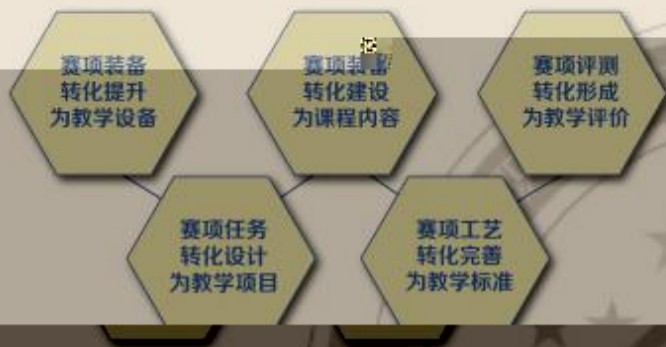 赛项装备
转化提升
为教学设备
赛项装备
转化建设
为课程内容
赛项评测
转化形成
为教学评价
赛项任务
转化设计
为教学项目
赛项工艺
转化完善
为教学标准